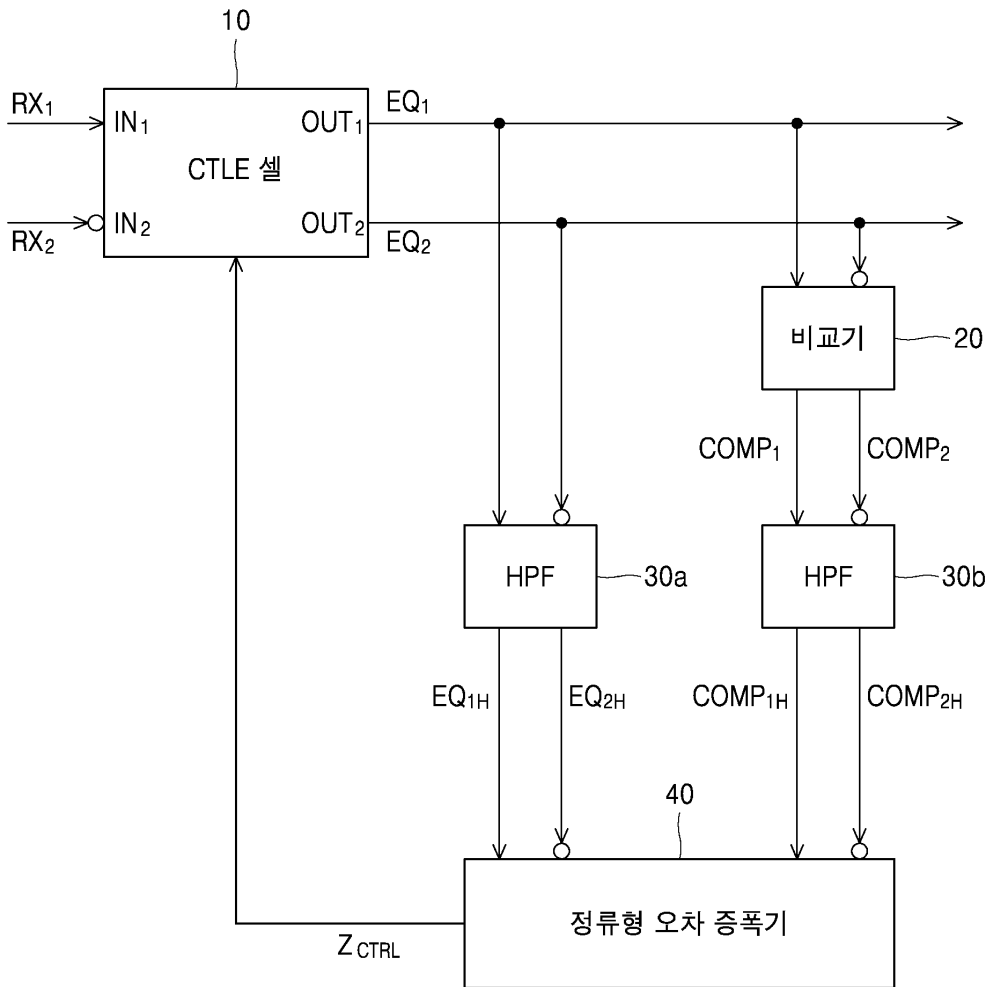 10
RX1
IN1
OUT1
EQ1
CTLE 셀
RX2
IN2
OUT2
EQ2
비교기
20
COMP1
COMP2
HPF
30a
HPF
30b
EQ1H
EQ2H
COMP1H
COMP2H
40
정류형 오차 증폭기
ZCTRL